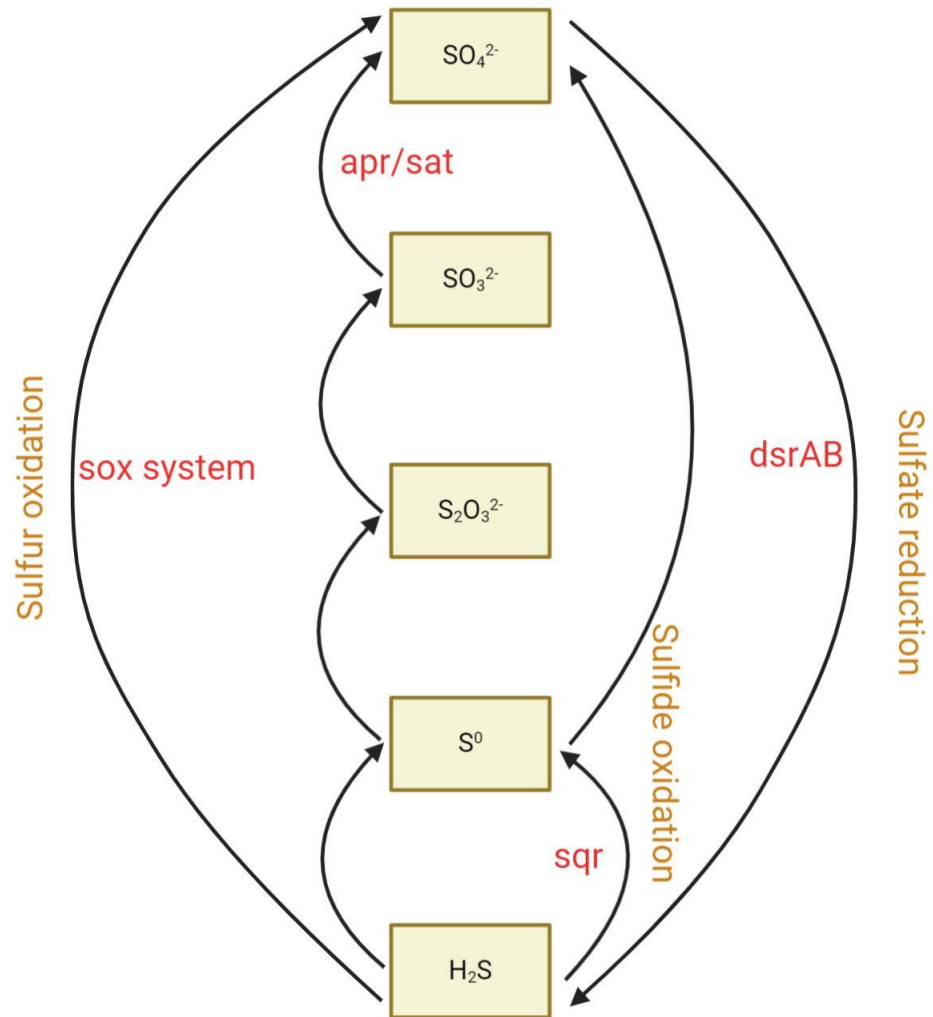 SO₄²⁻
apr/sat
SO₃²⁻
Sulfur oxidation
sox system
dsrAB
Sulfate reduction
S₂O₃²⁻
Sulfide oxidation
S⁰
sqr
H₂S